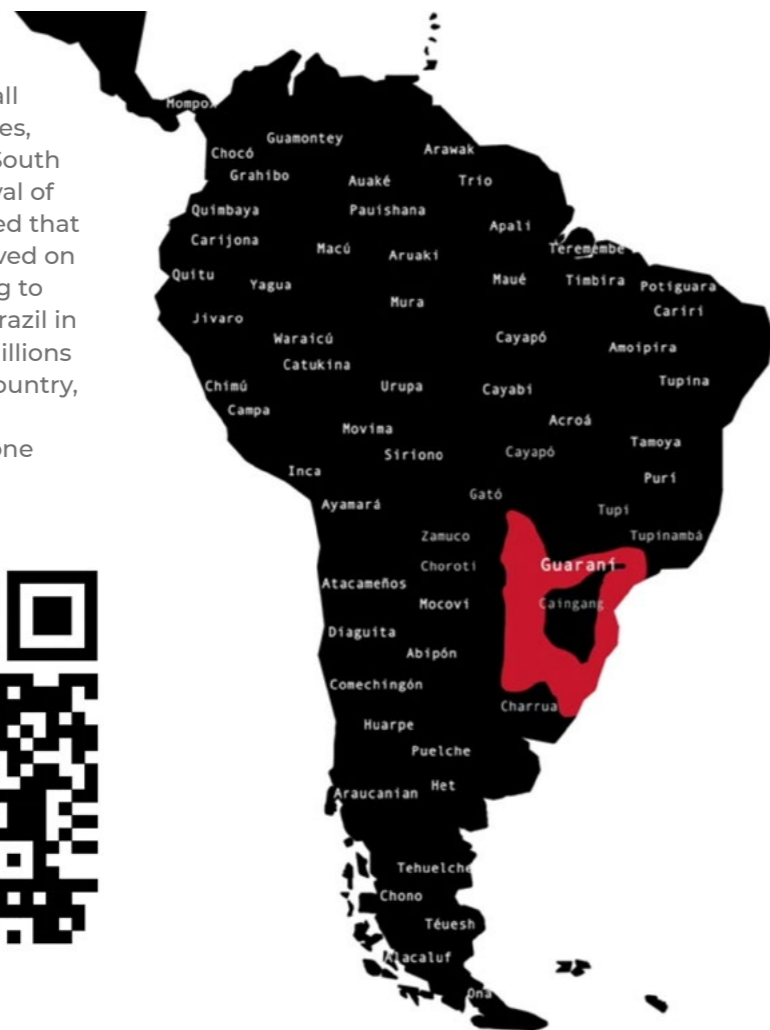 all
es,
South
val of
ed that
ved on
g to
razil in
illions
ountry,
one
Mompox
Guamontey
Chocó
Arawak
Grahibo
Auaké
Trio
Quimbaya
Pauishana
Apali
Carijona
Macú
Aruaki
Teremembe
Quitu
Yagua
Maué
Timbira
Potiguara
Mura
Cariri
Jivaro
Waraicú
Cayapó
Amoipira
Catukina
Chimú
Urupa
Cayabi
Tupina
Campa
Acroá
Movima
Tamoya
Siriono
Cayapó
Inca
Puri
Gató
Ayamará
Tupi
Zamuco
Tupinambá
Choroti
Guaraní
Atacameños
Mocovi
Caingang
Diaguita
Abipón
Comechingón
Charrua
Huarpe
Puelche
Het
Araucanian
Tehuelche
Chono
Téuesh
Alacaluf
Ona